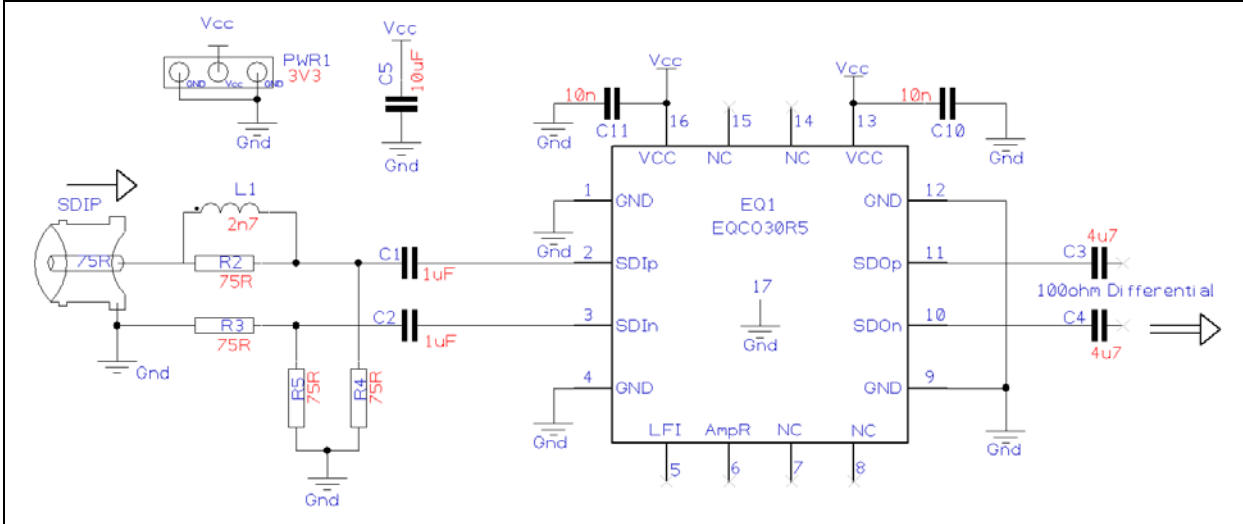 Vcc
PWR1
3V3
GND
Vcc
GND
Gnd
Vcc
C5
10uF
Gnd
Vcc
10n
C11
Gnd
16
15
14
13
Vcc
10n
C10
Gnd
VCC
NC
NC
VCC
SDIP
75R
Gnd
L1
2n7
R2
75R
R3
75R
R5
75R
R4
75R
Gnd
C1
1uF
C2
1uF
1
GND
Gnd
2
SDIp
3
SDIn
4
GND
Gnd
EQ1
EQCO30R5
17
Gnd
12
GND
11
SDOp
10
SDOn
9
GND
Gnd
C3
4u7
100ohm Differential
C4
4u7
LFI
AmpR
NC
NC
5
6
7
8